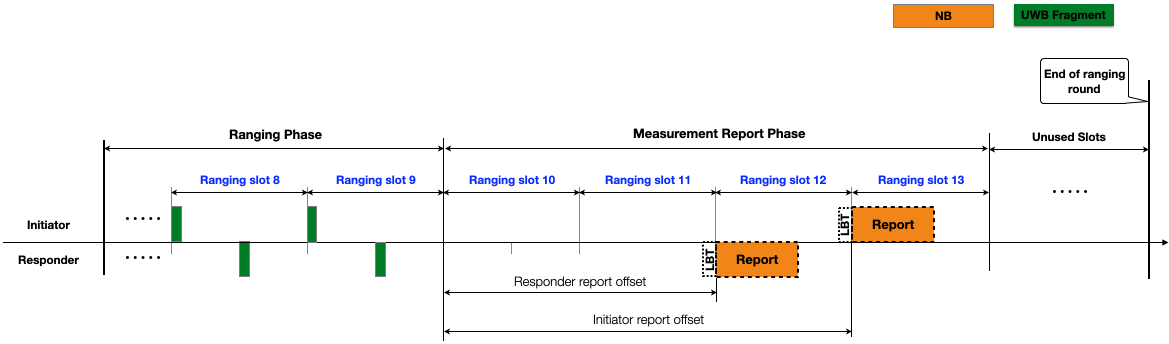 NB
UWB Fragment
End of ranging
round
Ranging Phase
Measurement Report Phase
Unused Slots
Ranging slot 8
Ranging slot 9
Ranging slot 10
Ranging slot 11
Ranging slot 12
Ranging slot 13
Initiator
LBT
Report
Responder
LBT
Report
Responder report offset
Initiator report offset